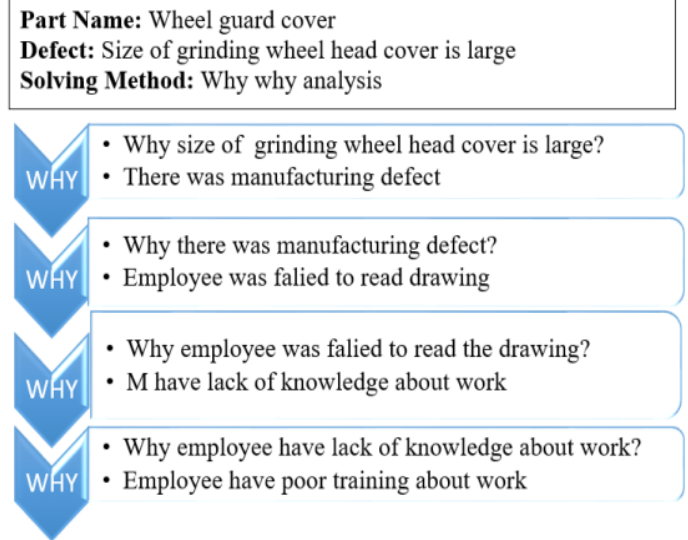 Part Name: Wheel guard cover
Defect: Size of grinding wheel head cover is large
Solving Method: Why why analysis
WHY
• Why size of grinding wheel head cover is large?
• There was manufacturing defect
WHY
• Why there was manufacturing defect?
• Employee was falied to read drawing
WHY
• Why employee was falied to read the drawing?
• M have lack of knowledge about work
WHY
• Why employee have lack of knowledge about work?
• Employee have poor training about work